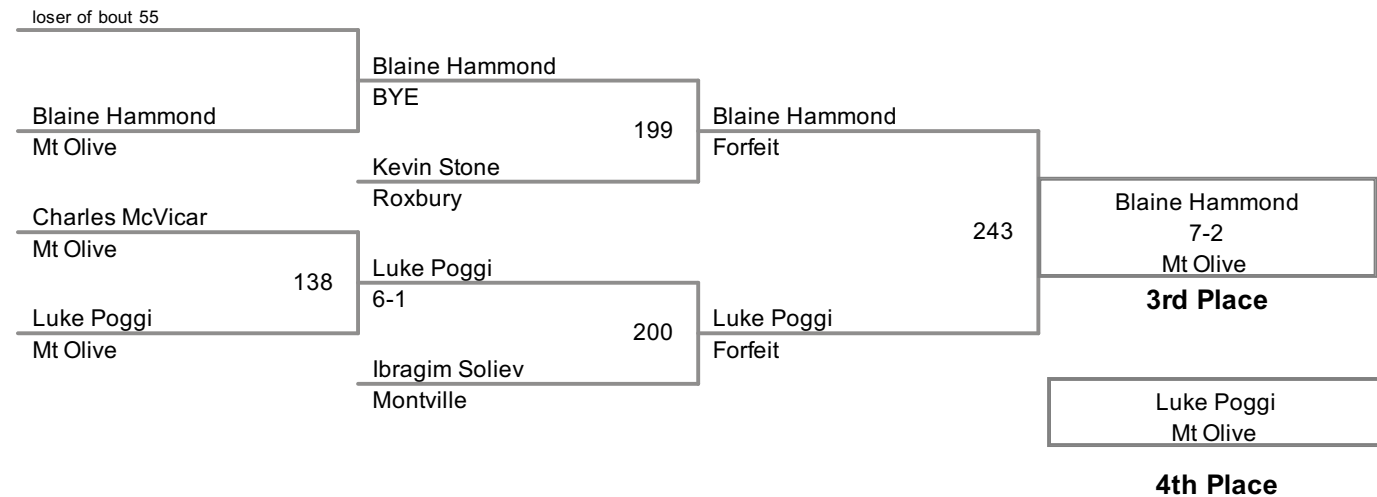 loser of bout 55
Blaine Hammond
BYE
Blaine Hammond
Mt Olive
199
Blaine Hammond
Forfeit
Kevin Stone
Roxbury
Charles McVicar
Mt Olive
138
Luke Poggi
6-1
Luke Poggi
Mt Olive
200
Luke Poggi
Forfeit
Ibragim Soliev
Montville
243
Blaine Hammond
7-2
Mt Olive
3rd Place
Luke Poggi
Mt Olive
4th Place